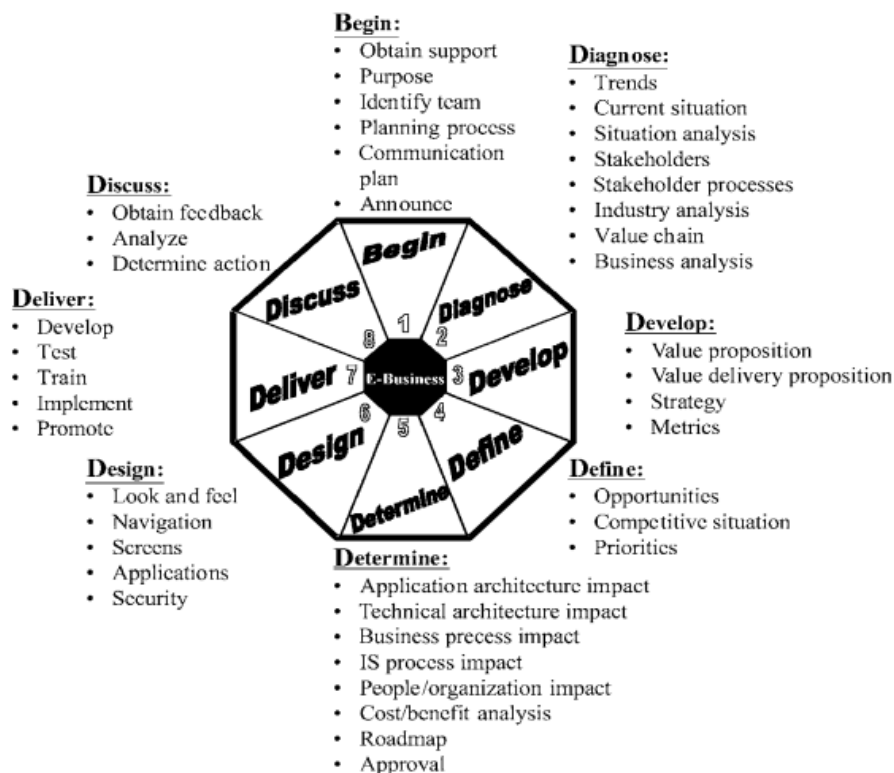 Begin:
• Obtain support
• Purpose
• Identify team
• Planning process
• Communication
plan
• Announce
Diagnose:
• Trends
• Current situation
• Situation analysis
• Stakeholders
• Stakeholder processes
• Industry analysis
• Value chain
• Business analysis
Develop:
• Value proposition
• Value delivery proposition
• Strategy
• Metrics
Define:
• Opportunities
• Competitive situation
• Priorities
Determine:
• Application architecture impact
• Technical architecture impact
• Business precess impact
• IS process impact
• People/organization impact
• Cost/benefit analysis
• Roadmap
• Approval
Design:
• Look and feel
• Navigation
• Screens
• Applications
• Security
Deliver:
• Develop
• Test
• Train
• Implement
• Promote
Discuss:
• Obtain feedback
• Analyze
• Determine action
Begin
1
Diagnose
2
Develop
3
Define
4
Determine
5
Design
6
Deliver
7
Discuss
8
E-Business